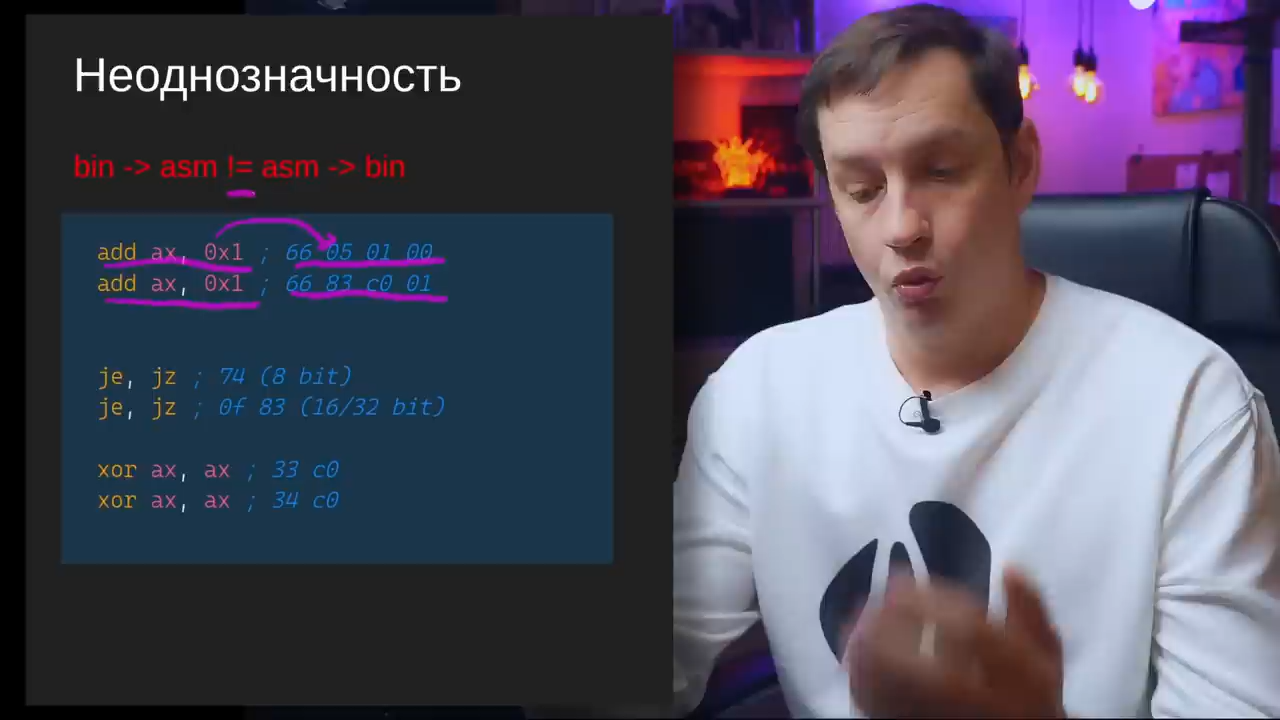 Неоднозначность
bin -> asm != asm -> bin
add ax, 0x1 ; 66 05 01 00
add ax, 0x1 ; 66 83 c0 01
je, jz ; 74 (8 bit)
je, jz ; 0f 83 (16/32 bit)
xor ax, ax ; 33 c0
xor ax, ax ; 34 c0